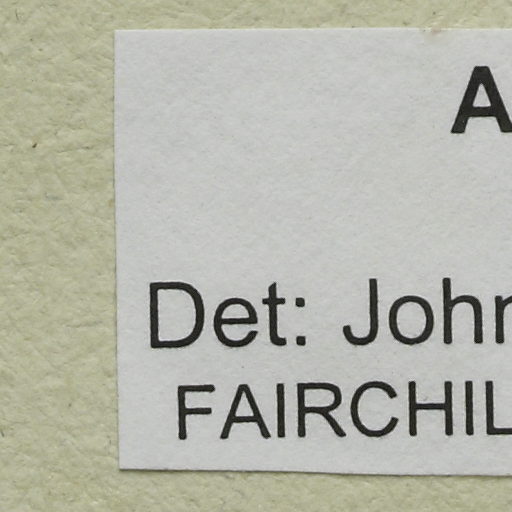 A
Det: John
FAIRCHIL